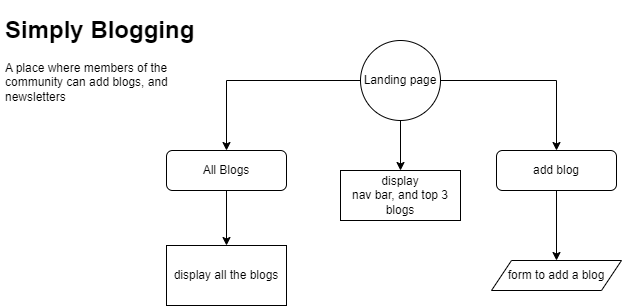 Simply Blogging
A place where members of the
community can add blogs, and
newsletters
Landing page
All Blogs
display
nav bar, and top 3
blogs
add blog
display all the blogs
form to add a blog